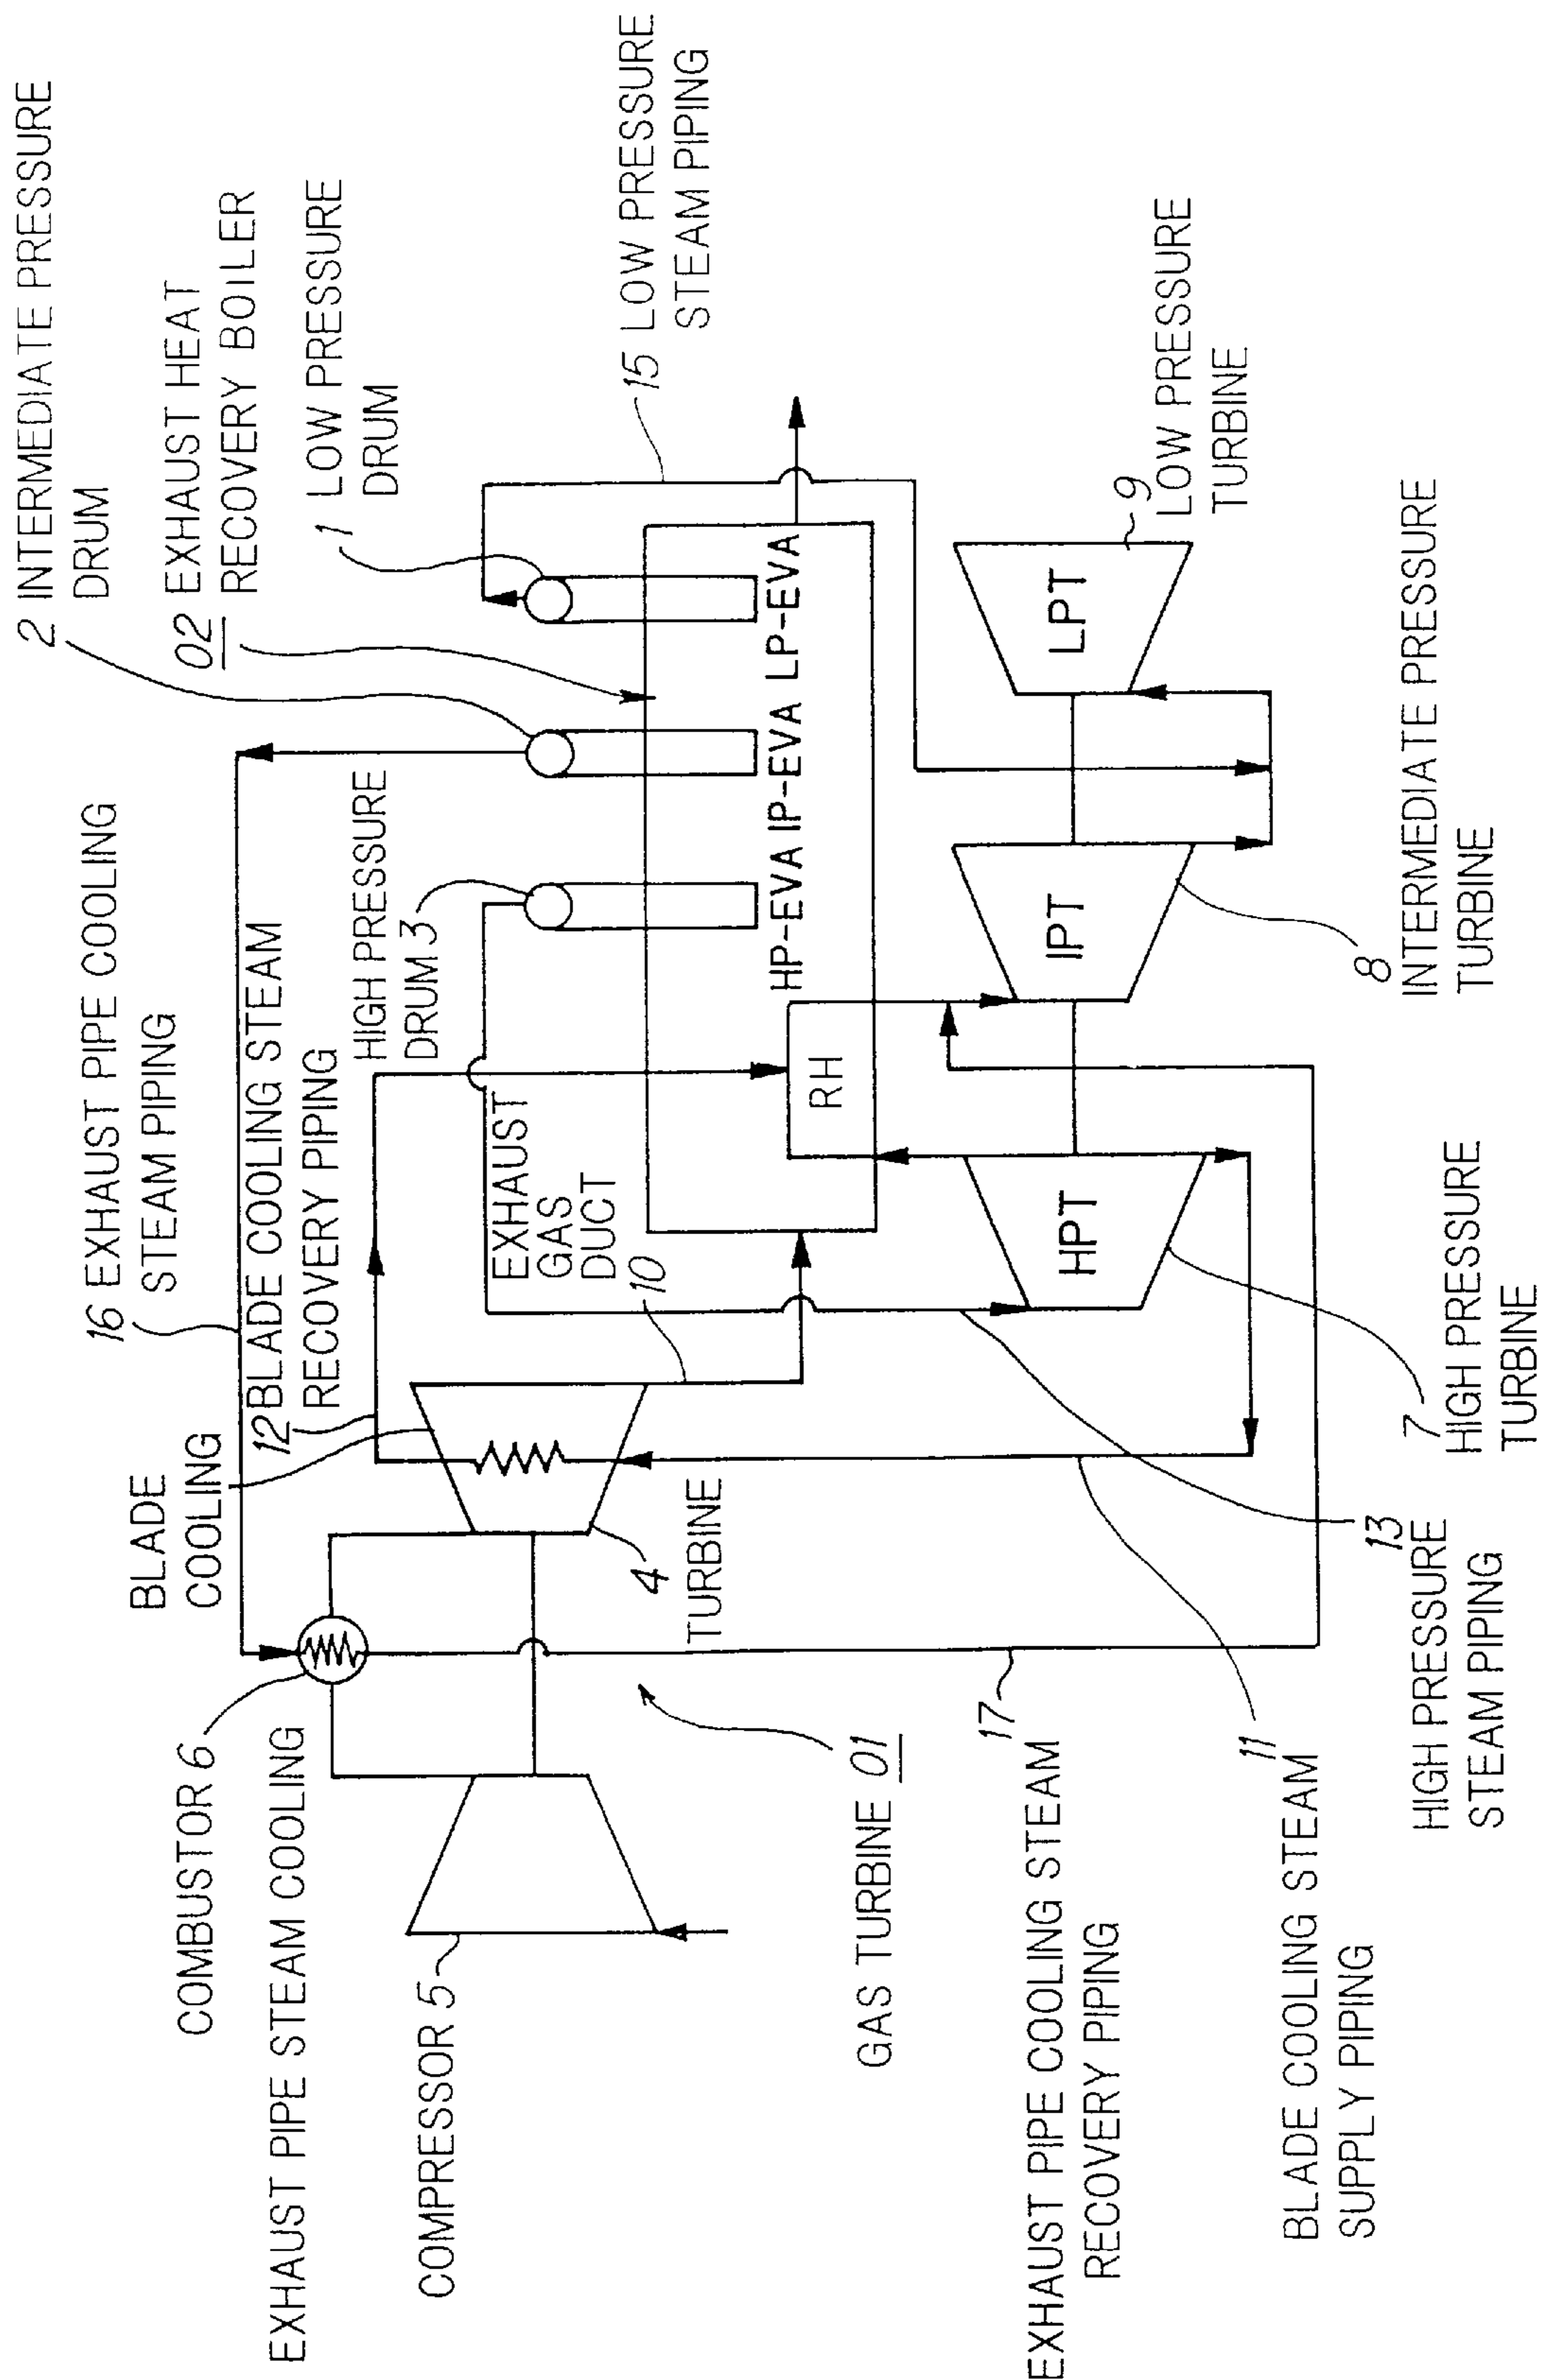 2 INTERMEDIATE PRESSURE
DRUM
02 EXHAUST HEAT
RECOVERY BOILER
1 LOW PRESSURE
DRUM
15 LOW PRESSURE
STEAM PIPING
16 EXHAUST PIPE COOLING
STEAM PIPING
12 BLADE COOLING STEAM
RECOVERY PIPING
HIGH PRESSURE
DRUM 3
BLADE
COOLING
EXHAUST
GAS
DUCT
10
COMBUSTOR 6
EXHAUST PIPE STEAM COOLING
COMPRESSOR 5
4
TURBINE
GAS TURBINE 01
HP-EVA IP-EVA LP-EVA
RH
HPT
IPT
LPT
9
LOW PRESSURE
TURBINE
8
INTERMEDIATE PRESSURE
TURBINE
7
HIGH PRESSURE
TURBINE
13
HIGH PRESSURE
STEAM PIPING
11
BLADE COOLING STEAM
SUPPLY PIPING
17
EXHAUST PIPE COOLING STEAM
RECOVERY PIPING